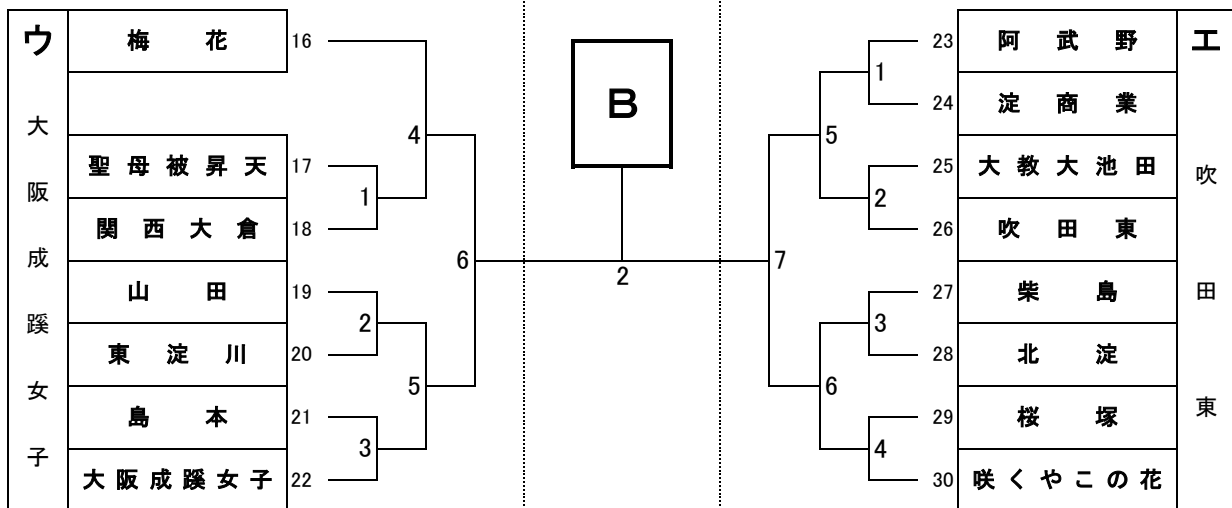 ウ
大阪成蹊女子
梅花 16
聖母被昇天 17
関西大倉 18
山田 19
東淀川 20
島本 21
大阪成蹊女子 22
1
2
3
4
5
6
B
2
7
5
6
1
2
3
4
23 阿武野
24 淀商業
25 大教大池田
26 吹田東
27 柴島
28 北淀
29 桜塚
30 咲くやこの花
エ
吹田東